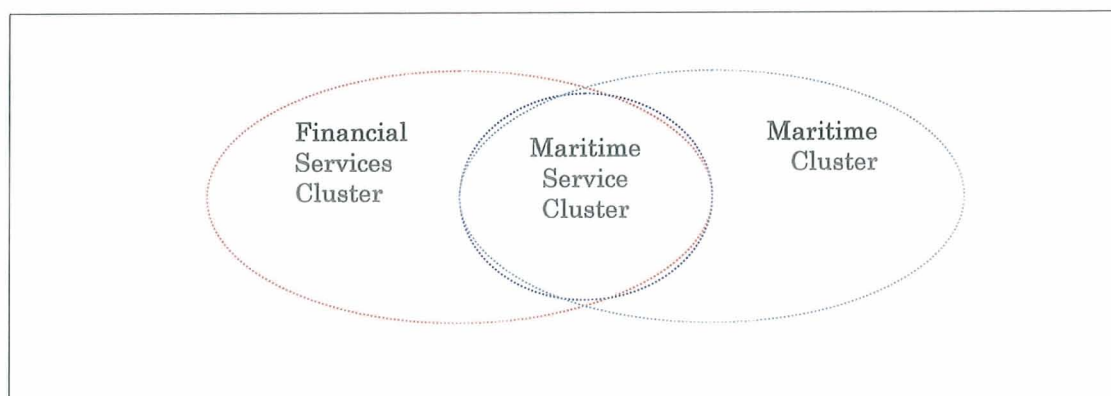 Financial
Services
Cluster
Maritime
Service
Cluster
Maritime
Cluster